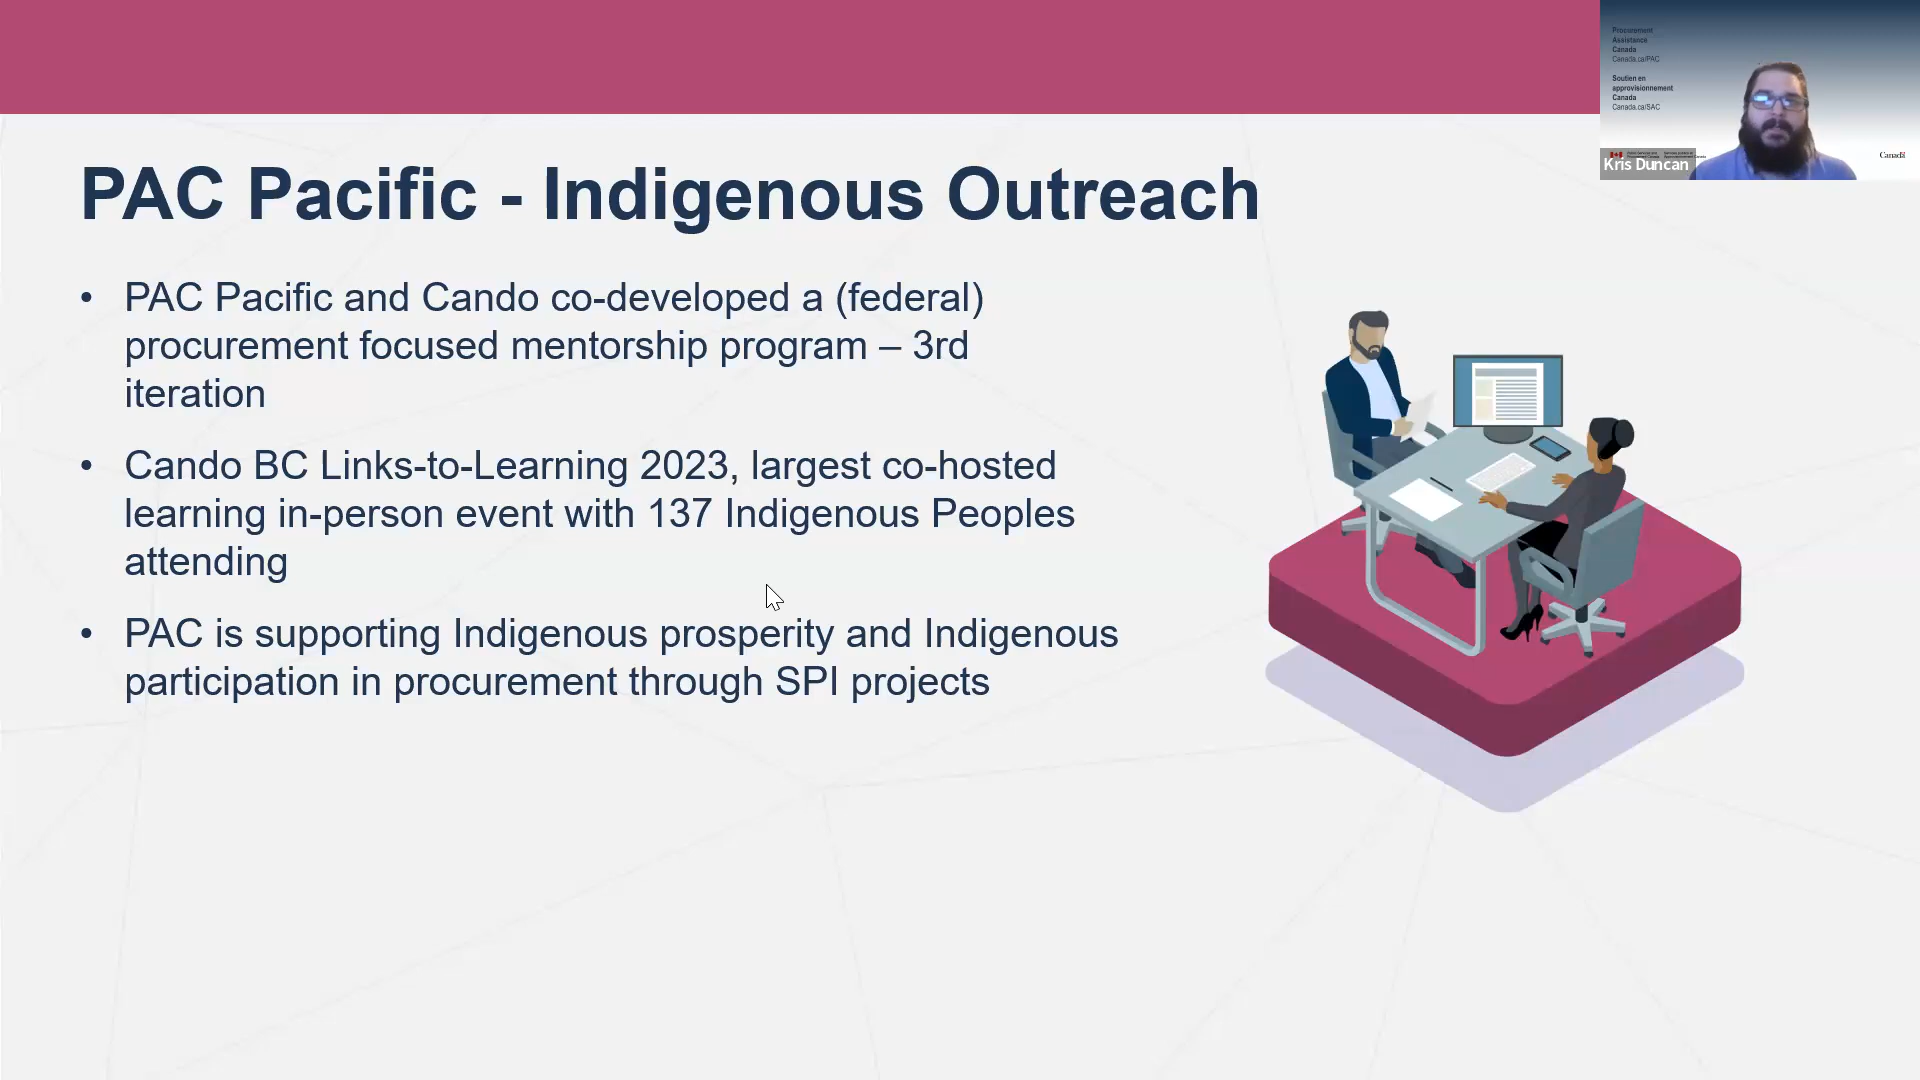 PAC Pacific - Indigenous Outreach
• PAC Pacific and Cando co-developed a (federal)
procurement focused mentorship program – 3rd
iteration
• Cando BC Links-to-Learning 2023, largest co-hosted
learning in-person event with 137 Indigenous Peoples
attending
• PAC is supporting Indigenous prosperity and Indigenous
participation in procurement through SPI projects
Procurement
Assistance
Canada
Canada.ca/PAC
Soutien en
approvisionnement
Canada
Canada.ca/SAC
Kris Duncan
Canada